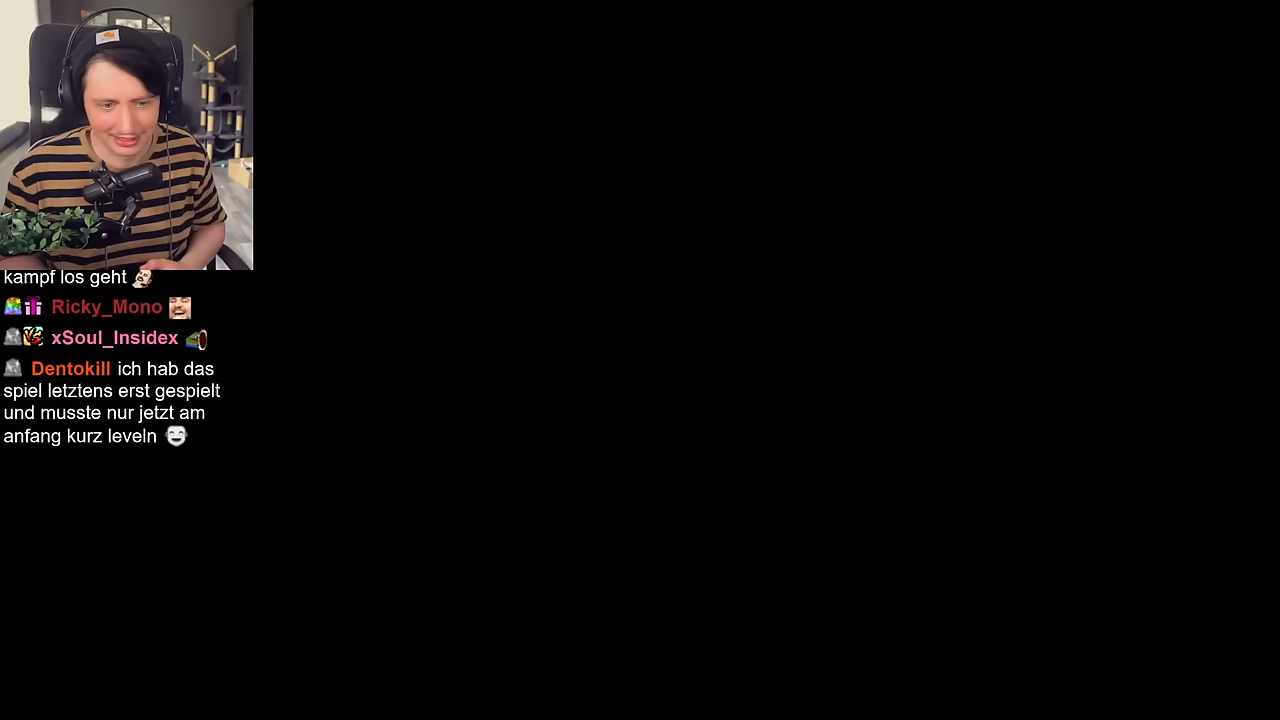 kampf los geht
Ricky_Mono
xSoul_Insidex
Dentokill ich hab das
spiel letztens erst gespielt
und musste nur jetzt am
anfang kurz leveln